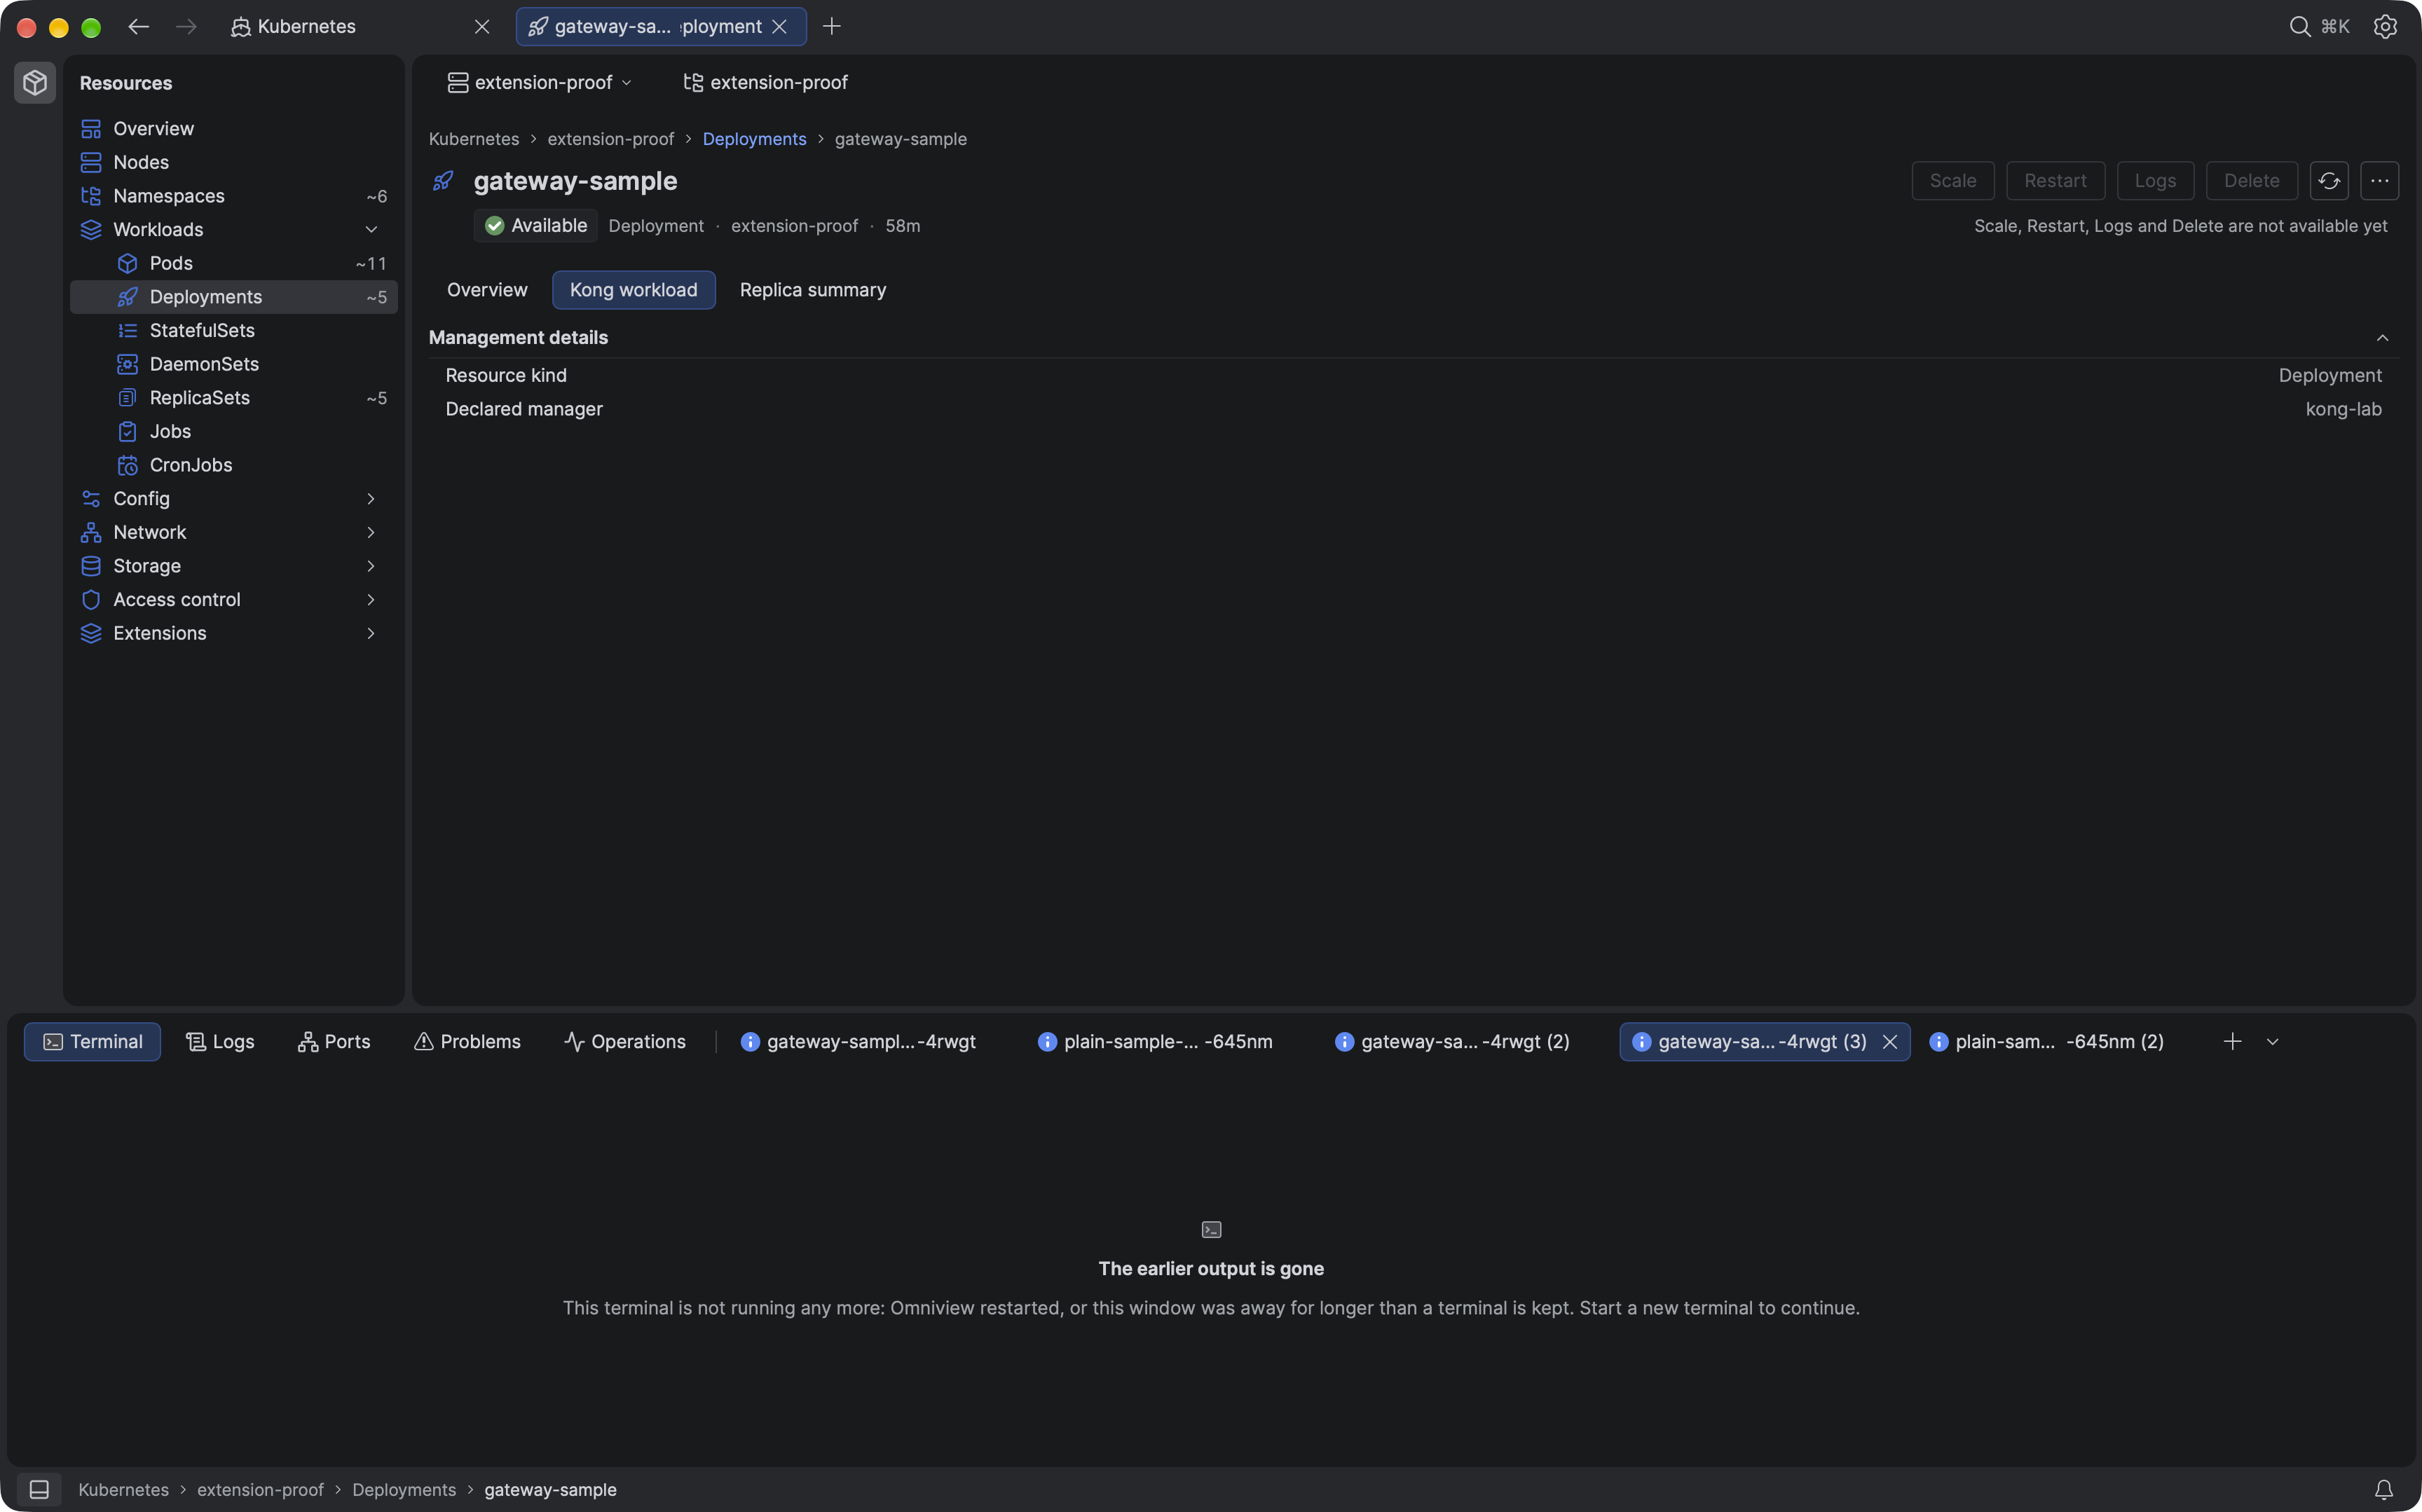 Kubernetes
gateway-sa... ployment
⌘K
Resources
Overview
Nodes
Namespaces ~6
Workloads
Pods ~11
Deployments ~5
StatefulSets
DaemonSets
ReplicaSets ~5
Jobs
CronJobs
Config
Network
Storage
Access control
Extensions
extension-proof
extension-proof
Kubernetes > extension-proof > Deployments > gateway-sample
gateway-sample
Scale
Restart
Logs
Delete
Available Deployment · extension-proof · 58m
Scale, Restart, Logs and Delete are not available yet
Overview
Kong workload
Replica summary
Management details
Resource kind Deployment
Declared manager kong-lab
Terminal
Logs
Ports
Problems
Operations
gateway-sampl...-4rwgt
plain-sample-... -645nm
gateway-sa... -4rwgt (2)
gateway-sa... -4rwgt (3)
plain-sam... -645nm (2)
The earlier output is gone
This terminal is not running any more: Omniview restarted, or this window was away for longer than a terminal is kept. Start a new terminal to continue.
Kubernetes > extension-proof > Deployments > gateway-sample